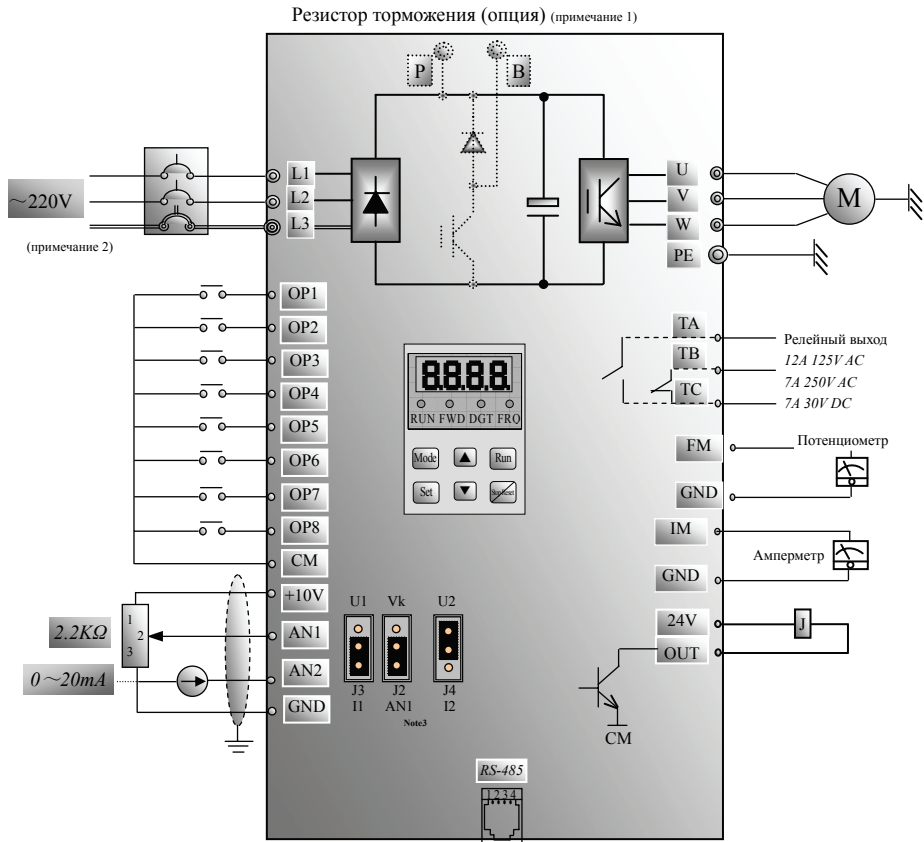 Резистор торможения (опция) (примечание 1)
P
B
~220V
(примечание 2)
L1
L2
L3
U
V
W
PE
M
OP1
OP2
OP3
OP4
OP5
OP6
OP7
OP8
CM
+10V
AN1
AN2
GND
1
2
3
2.2KΩ
0~20mA
8.8.8.8.
RUN FWD DGT FRQ
Mode
Run
Set
Stop/Reset
TA
TB
TC
Релейный выход
12A 125V AC
7A 250V AC
7A 30V DC
FM
Потенциометр
GND
IM
Амперметр
GND
24V
J
OUT
CM
U1 Vk U2
J3 J2 J4
I1 AN1 I2
Note3
RS-485
1 2 3 4